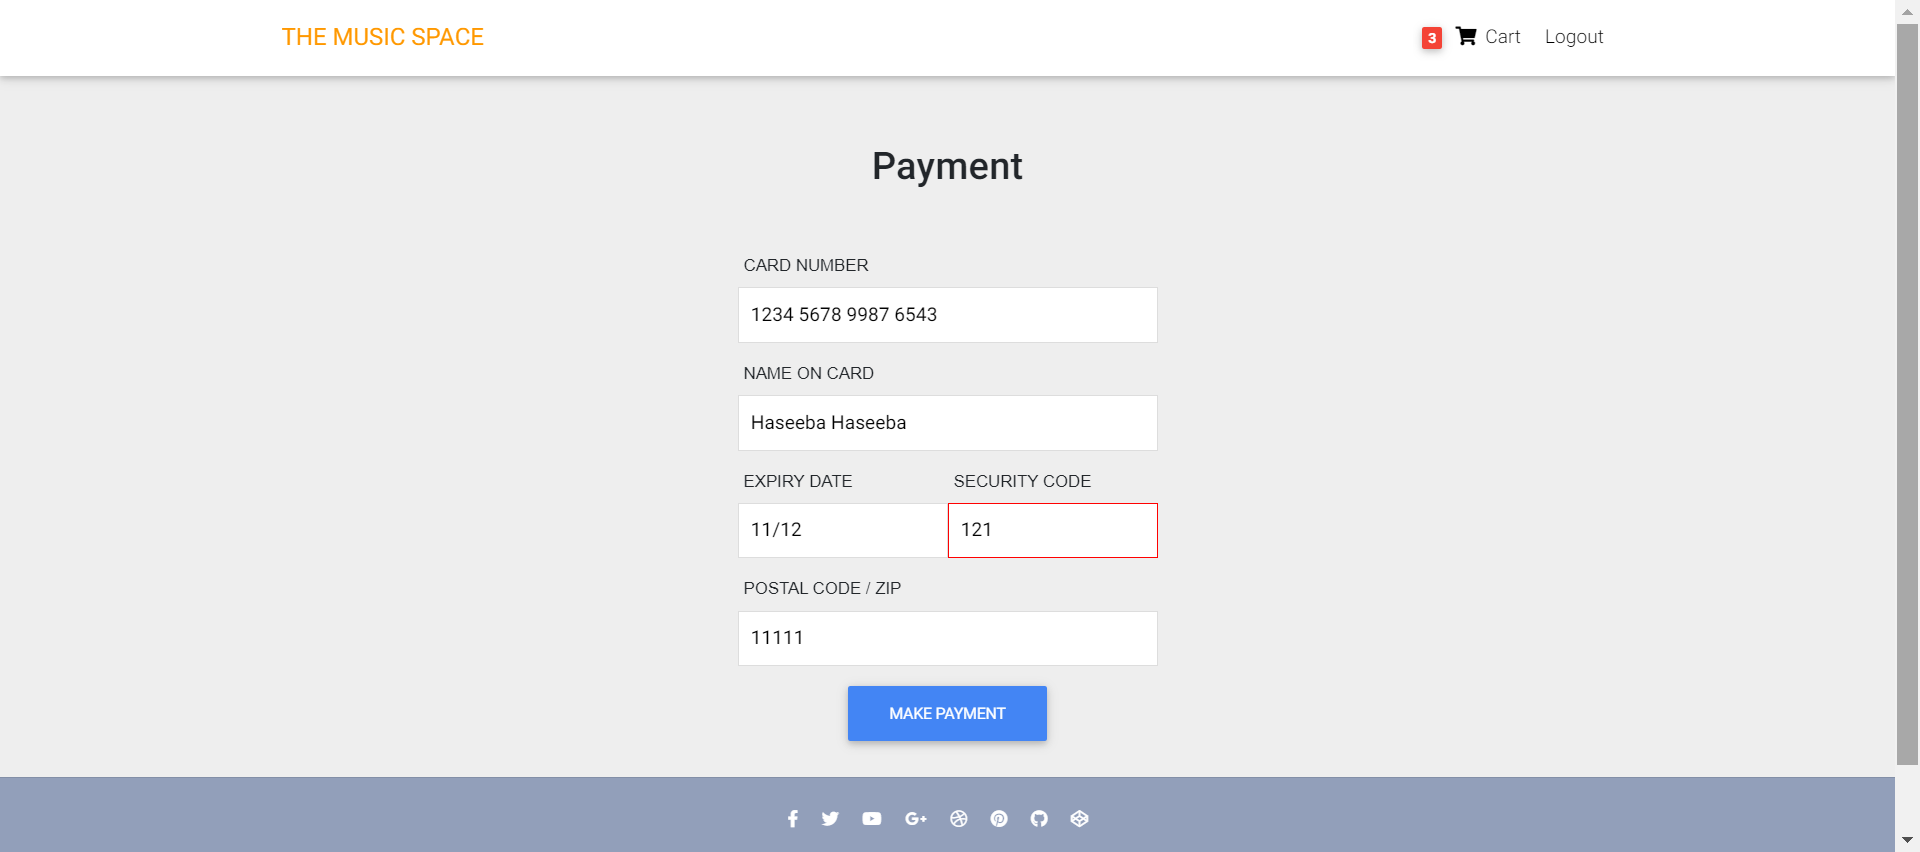 THE MUSIC SPACE
3 Cart Logout
Payment
CARD NUMBER
1234 5678 9987 6543
NAME ON CARD
Haseeba Haseeba
EXPIRY DATE SECURITY CODE
11/12 121
POSTAL CODE / ZIP
11111
MAKE PAYMENT